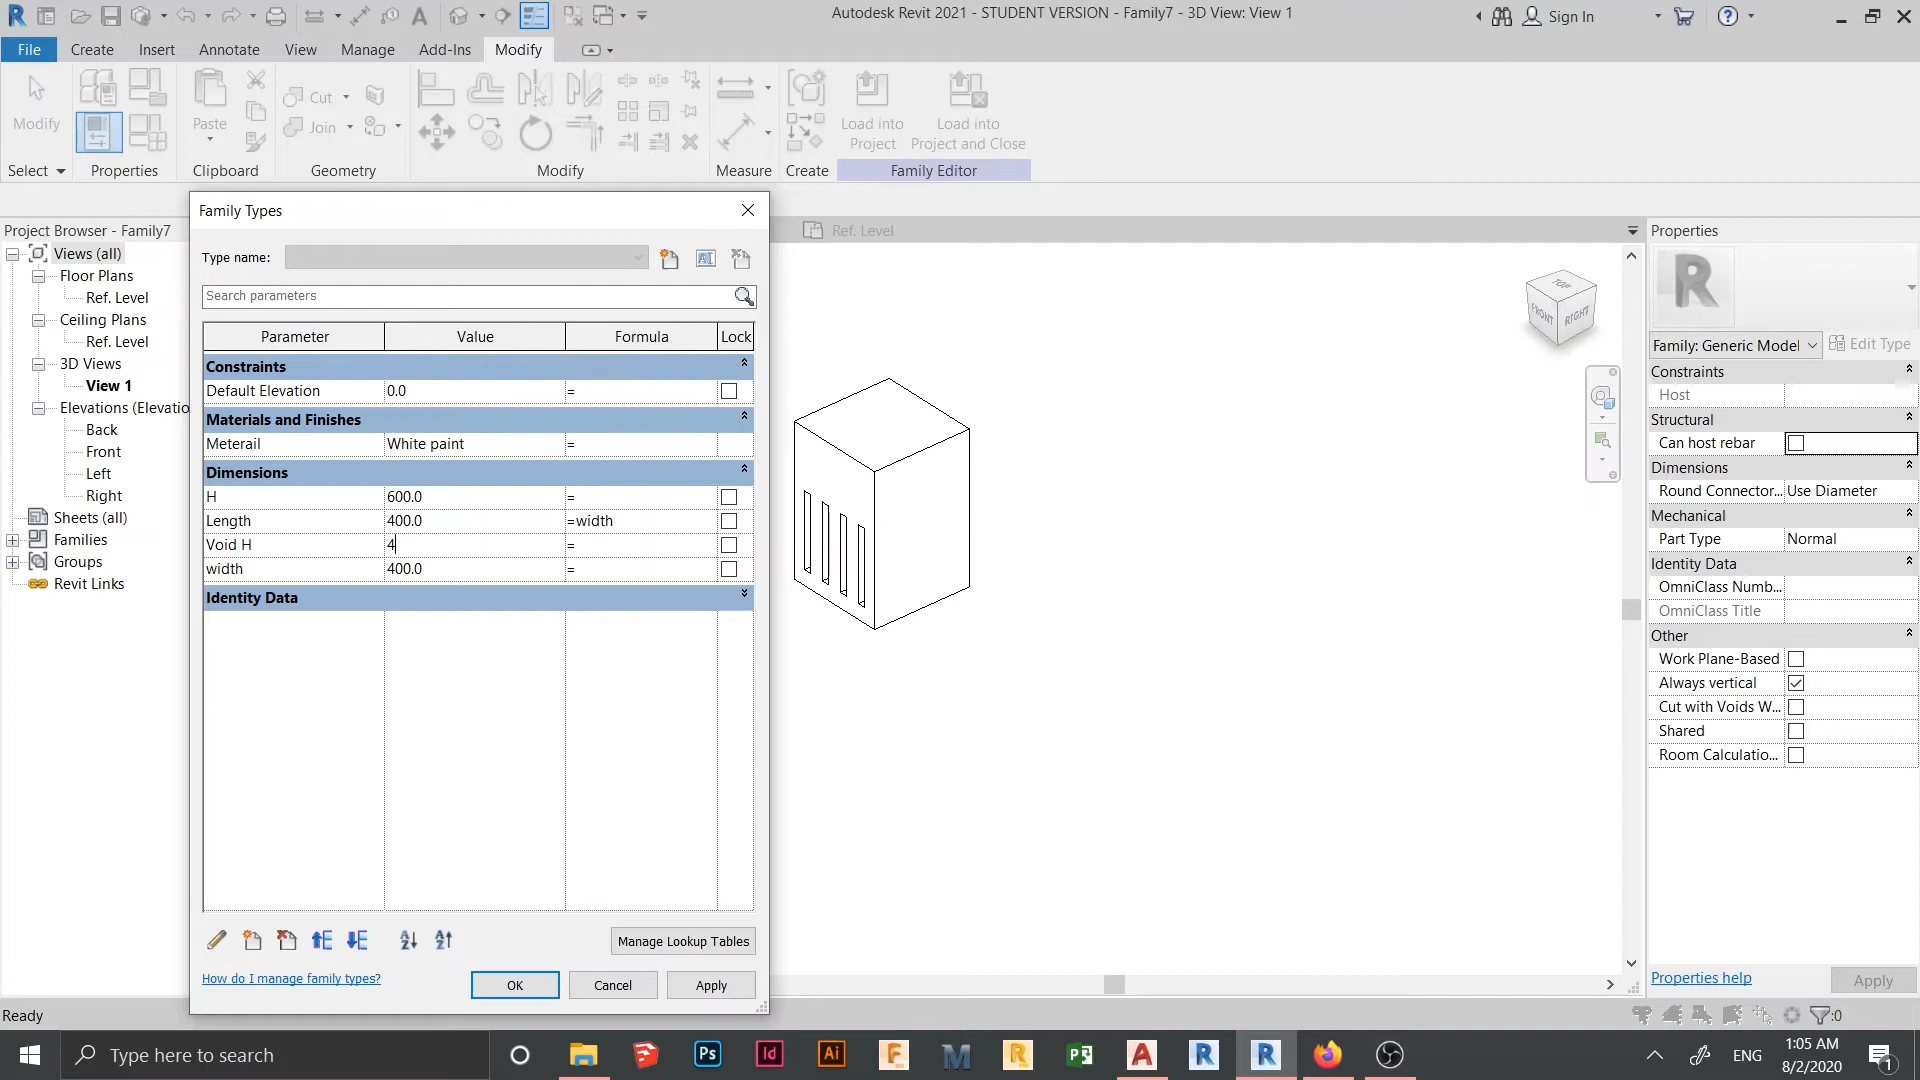 Autodesk Revit 2021 - STUDENT VERSION - Family7 - 3D View: View 1
Sign In
File Create Insert Annotate View Manage Add-Ins Modify
Modify
Paste
Cut
Join
Load into Project
Load into Project and Close
Select Properties Clipboard Geometry Modify Measure Create Family Editor
Project Browser - Family7
Views (all)
Floor Plans
Ref. Level
Ceiling Plans
Ref. Level
3D Views
View 1
Elevations (Elevatio
Back
Front
Left
Right
Sheets (all)
Families
Groups
Revit Links
Family Types
Type name:
Search parameters
Parameter Value Formula Lock
Constraints
Default Elevation 0.0 =
Materials and Finishes
Meterail White paint =
Dimensions
H 600.0 =
Length 400.0 =width
Void H 4 =
width 400.0 =
Identity Data
Manage Lookup Tables
How do I manage family types?
OK Cancel Apply
Ref. Level
TOP
FRONT RIGHT
Properties
Family: Generic Model Edit Type
Constraints
Host
Structural
Can host rebar
Dimensions
Round Connector... Use Diameter
Mechanical
Part Type Normal
Identity Data
OmniClass Numb...
OmniClass Title
Other
Work Plane-Based
Always vertical
Cut with Voids W...
Shared
Room Calculatio...
Properties help Apply
Ready
:0
Type here to search
Ps Id Ai
ENG
1:05 AM
8/2/2020
1